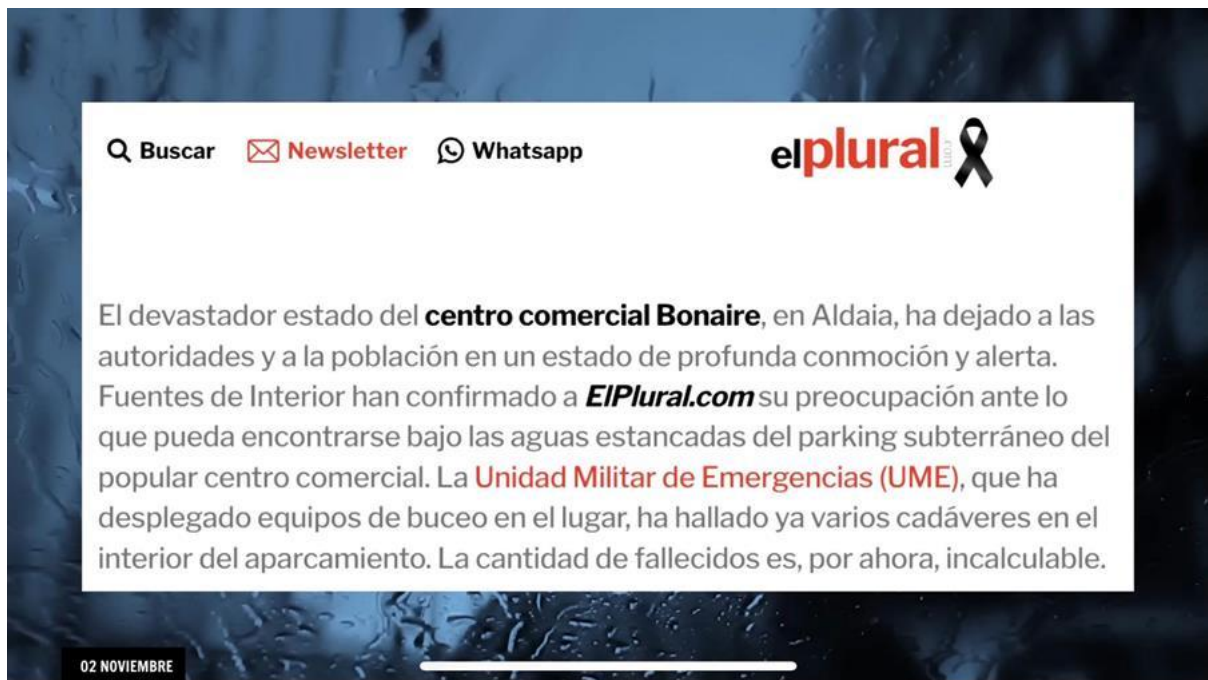 Buscar Newsletter Whatsapp elplural.com
El devastador estado del centro comercial Bonaire, en Aldaia, ha dejado a las
autoridades y a la población en un estado de profunda conmoción y alerta.
Fuentes de Interior han confirmado a ElPlural.com su preocupación ante lo
que pueda encontrarse bajo las aguas estancadas del parking subterráneo del
popular centro comercial. La Unidad Militar de Emergencias (UME), que ha
desplegado equipos de buceo en el lugar, ha hallado ya varios cadáveres en el
interior del aparcamiento. La cantidad de fallecidos es, por ahora, incalculable.
02 NOVIEMBRE